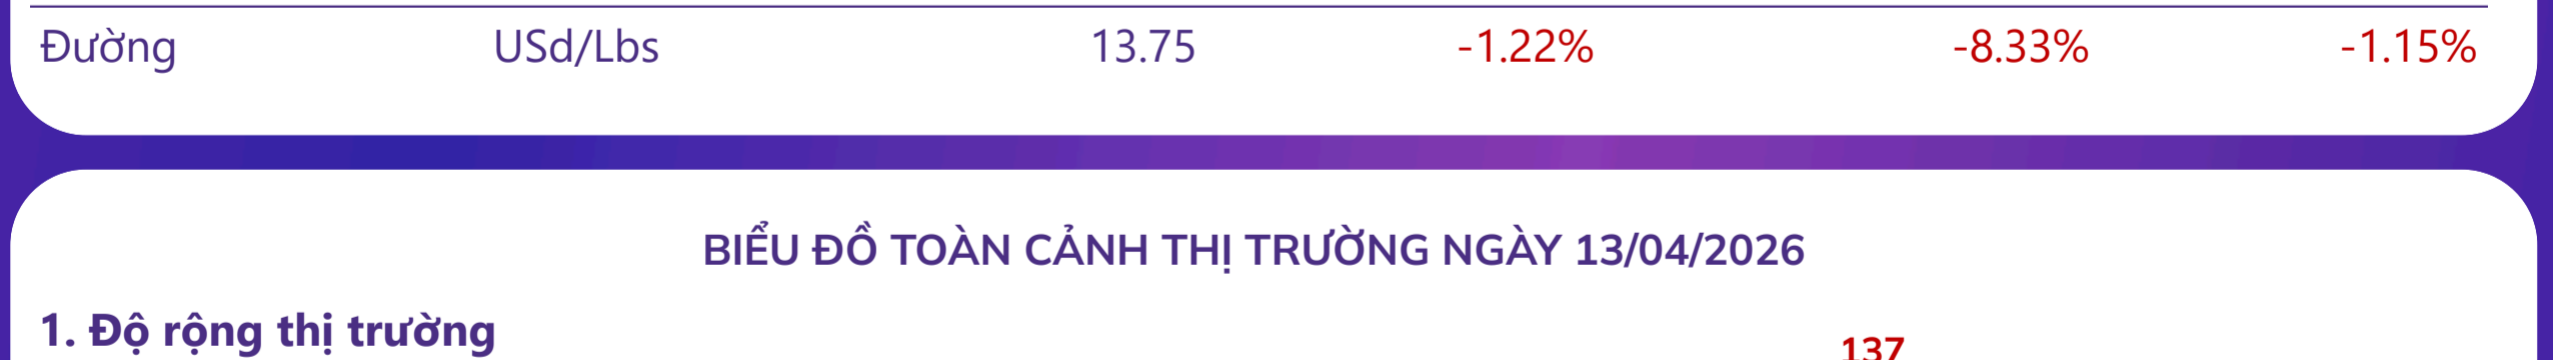 Đường USd/Lbs 13.75 -1.22% -8.33% -1.15%
BIỂU ĐỒ TOÀN CẢNH THỊ TRƯỜNG NGÀY 13/04/2026
1. Độ rộng thị trường
137